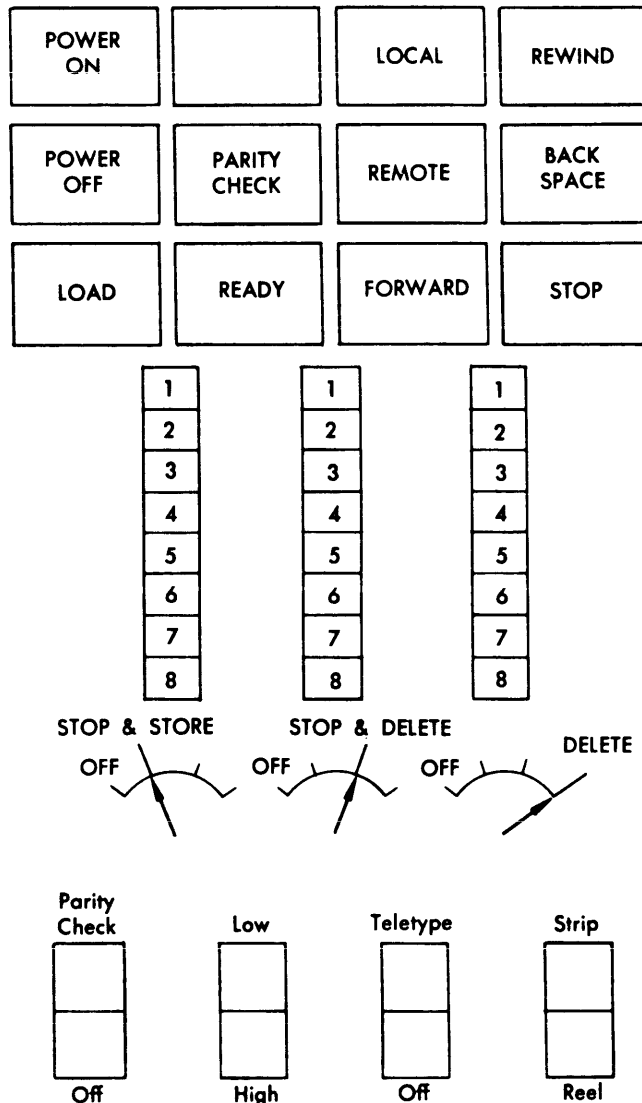 POWER
ON
LOCAL
REWIND
POWER
OFF
PARITY
CHECK
REMOTE
BACK
SPACE
LOAD
READY
FORWARD
STOP
1 1 1
2 2 2
3 3 3
4 4 4
5 5 5
6 6 6
7 7 7
8 8 8
STOP & STORE
STOP & DELETE
DELETE
OFF
OFF
OFF
Parity
Check
Low
Teletype
Strip
Off
High
Off
Reel